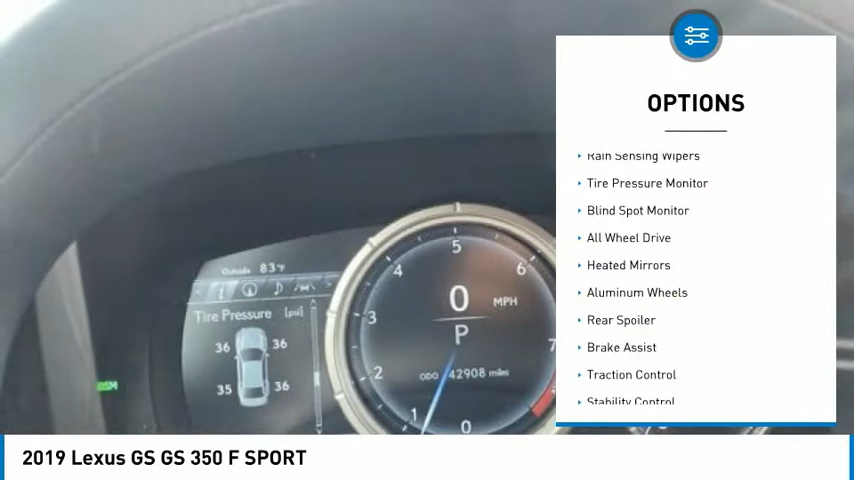 OPTIONS
Rain Sensing Wipers
Tire Pressure Monitor
Blind Spot Monitor
All Wheel Drive
Heated Mirrors
Aluminum Wheels
Rear Spoiler
Brake Assist
Traction Control
Stability Control
Outside 83°F
Tire Pressure [psi]
36 36
35 36
BSM
0 1 2 3 4 5 6 7
0 MPH
P
ODO 42908 miles
2019 Lexus GS GS 350 F SPORT